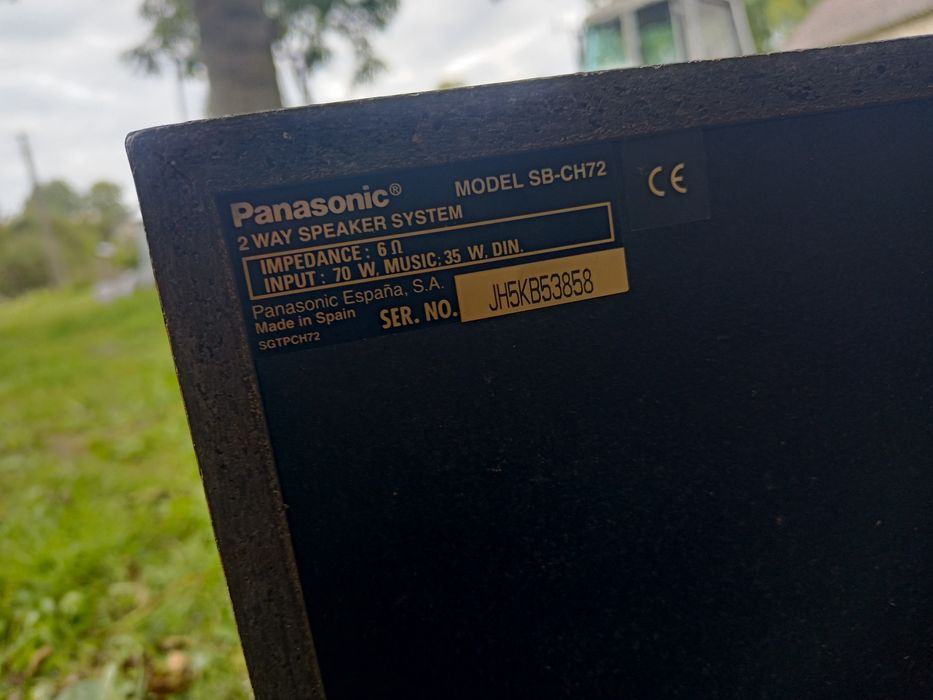 Panasonic® MODEL SB-CH72 CE
2 WAY SPEAKER SYSTEM
IMPEDANCE : 6 Ω
INPUT : 70 W, MUSIC; 35 W, DIN.
Panasonic España, S.A.
Made in Spain SER. NO. JH5KB53858
SGTPCH72